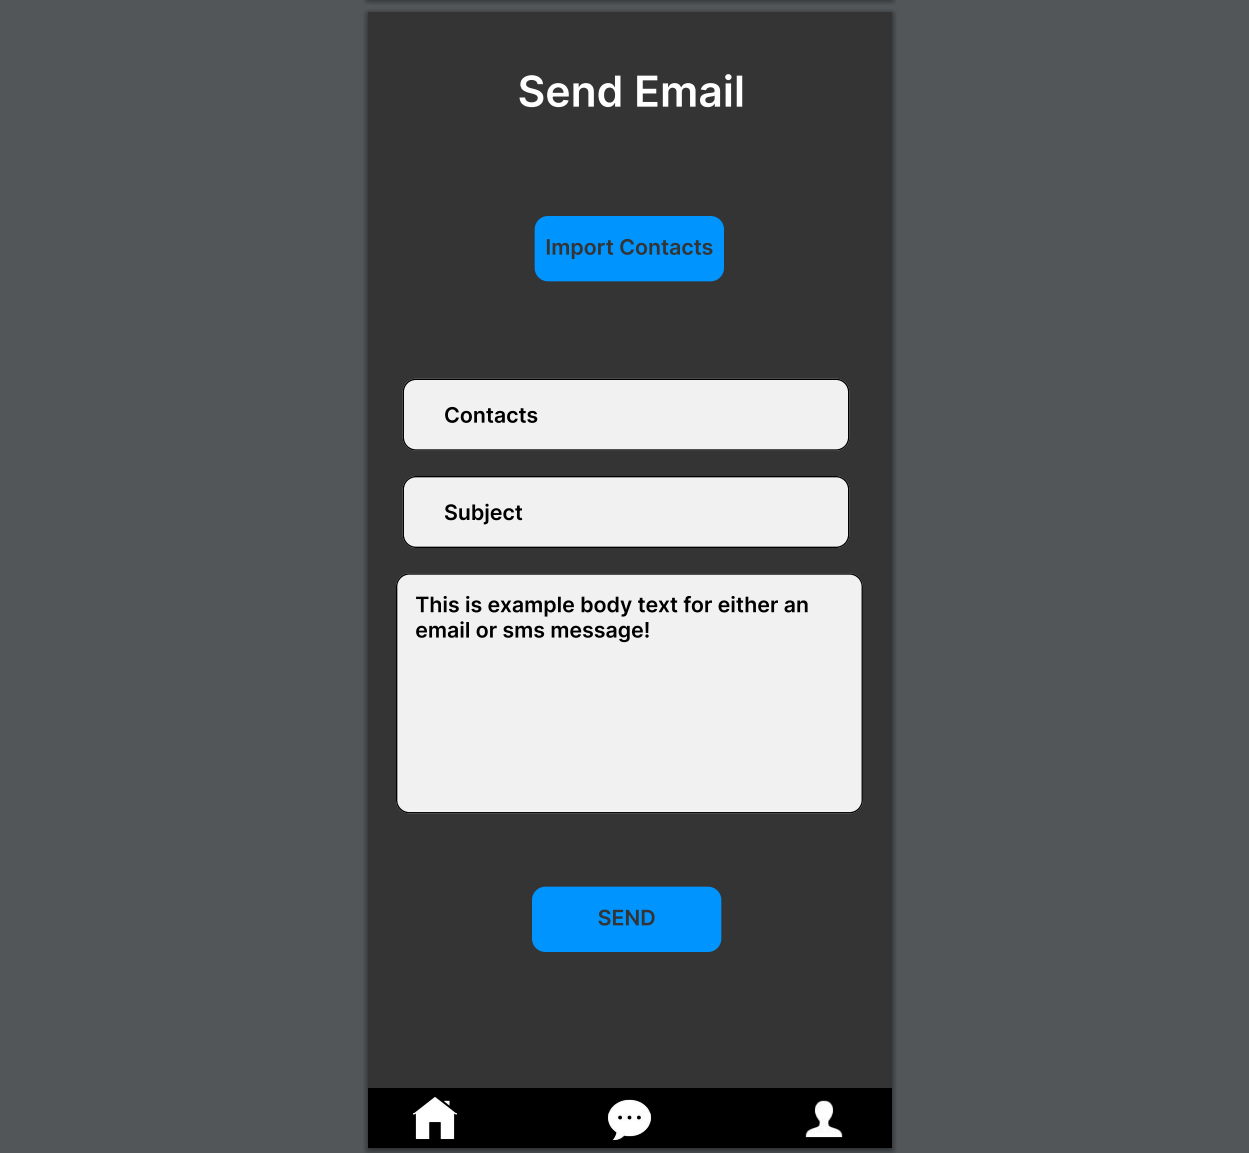 Send Email
Import Contacts
Contacts
Subject
This is example body text for either an
email or sms message!
SEND